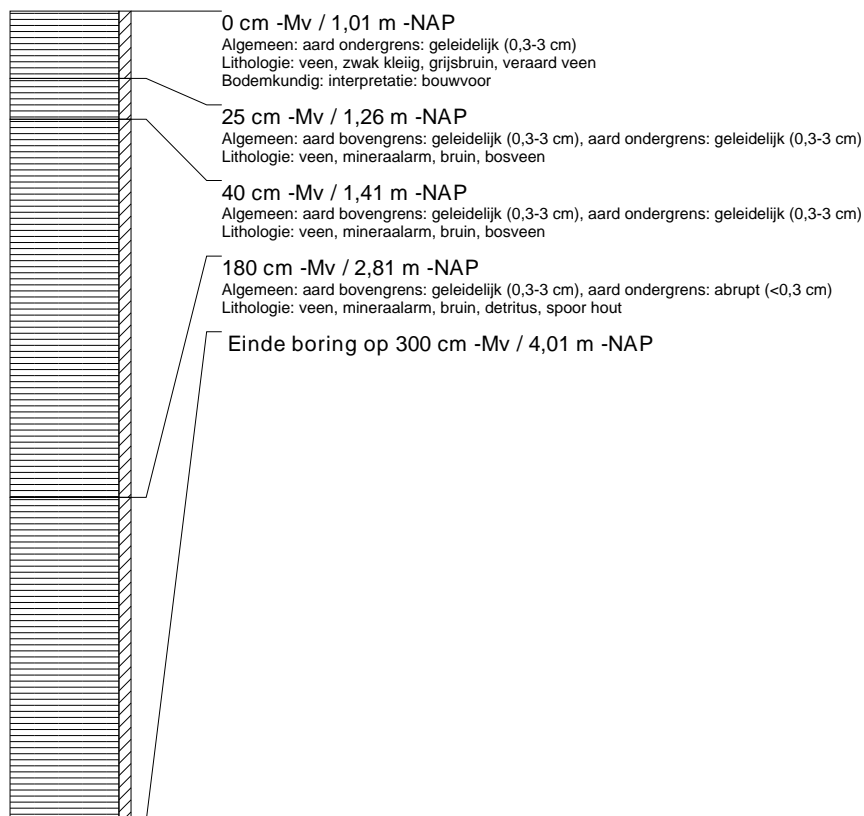 0 cm -Mv / 1,01 m -NAP
Algemeen: aard ondergrens: geleidelijk (0,3-3 cm)
Lithologie: veen, zwak kleiig, grijsbruin, veraard veen
Bodemkundig: interpretatie: bouwvoor
25 cm -Mv / 1,26 m -NAP
Algemeen: aard bovengrens: geleidelijk (0,3-3 cm), aard ondergrens: geleidelijk (0,3-3 cm)
Lithologie: veen, mineraalarm, bruin, bosveen
40 cm -Mv / 1,41 m -NAP
Algemeen: aard bovengrens: geleidelijk (0,3-3 cm), aard ondergrens: geleidelijk (0,3-3 cm)
Lithologie: veen, mineraalarm, bruin, bosveen
180 cm -Mv / 2,81 m -NAP
Algemeen: aard bovengrens: geleidelijk (0,3-3 cm), aard ondergrens: abrupt (<0,3 cm)
Lithologie: veen, mineraalarm, bruin, detritus, spoor hout
Einde boring op 300 cm -Mv / 4,01 m -NAP